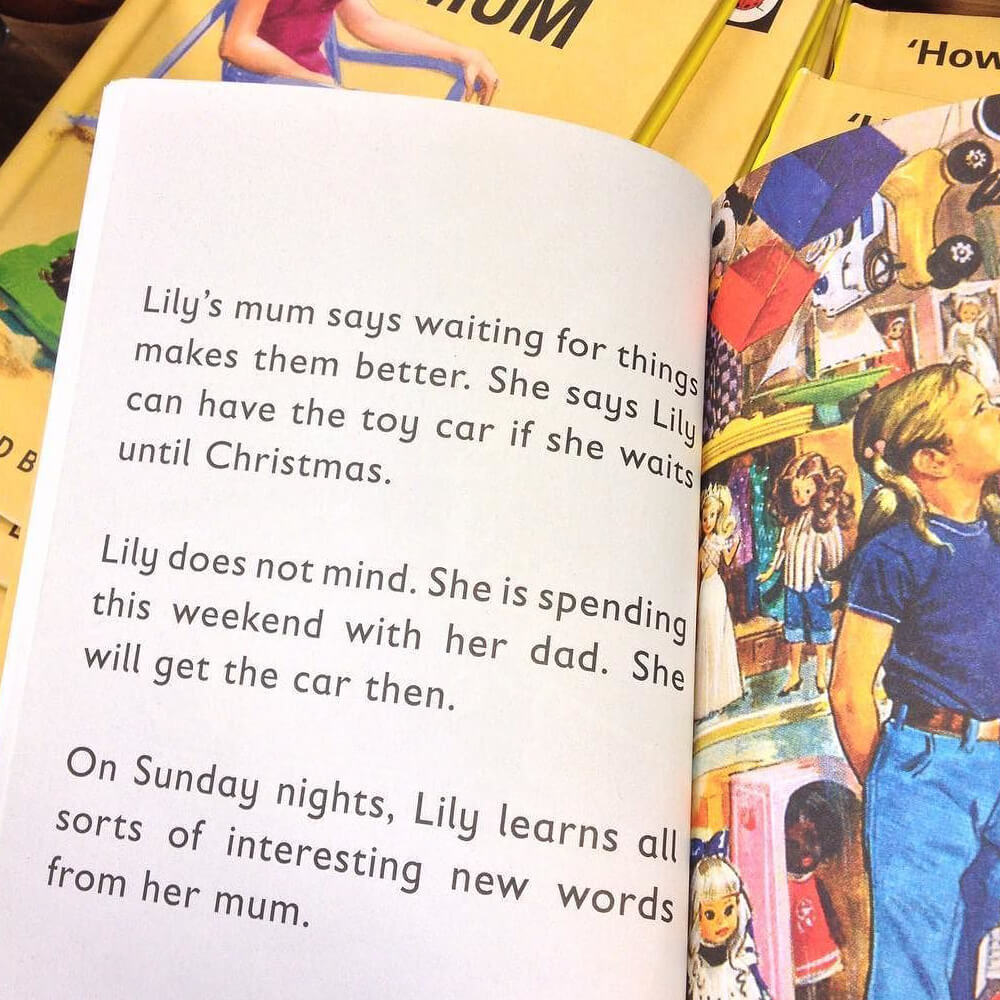 MUM
'How
Lily's mum says waiting for things
makes them better. She says Lily
can have the toy car if she waits
until Christmas.
Lily does not mind. She is spending
this weekend with her dad. She
will get the car then.
On Sunday nights, Lily learns all
sorts of interesting new words
from her mum.